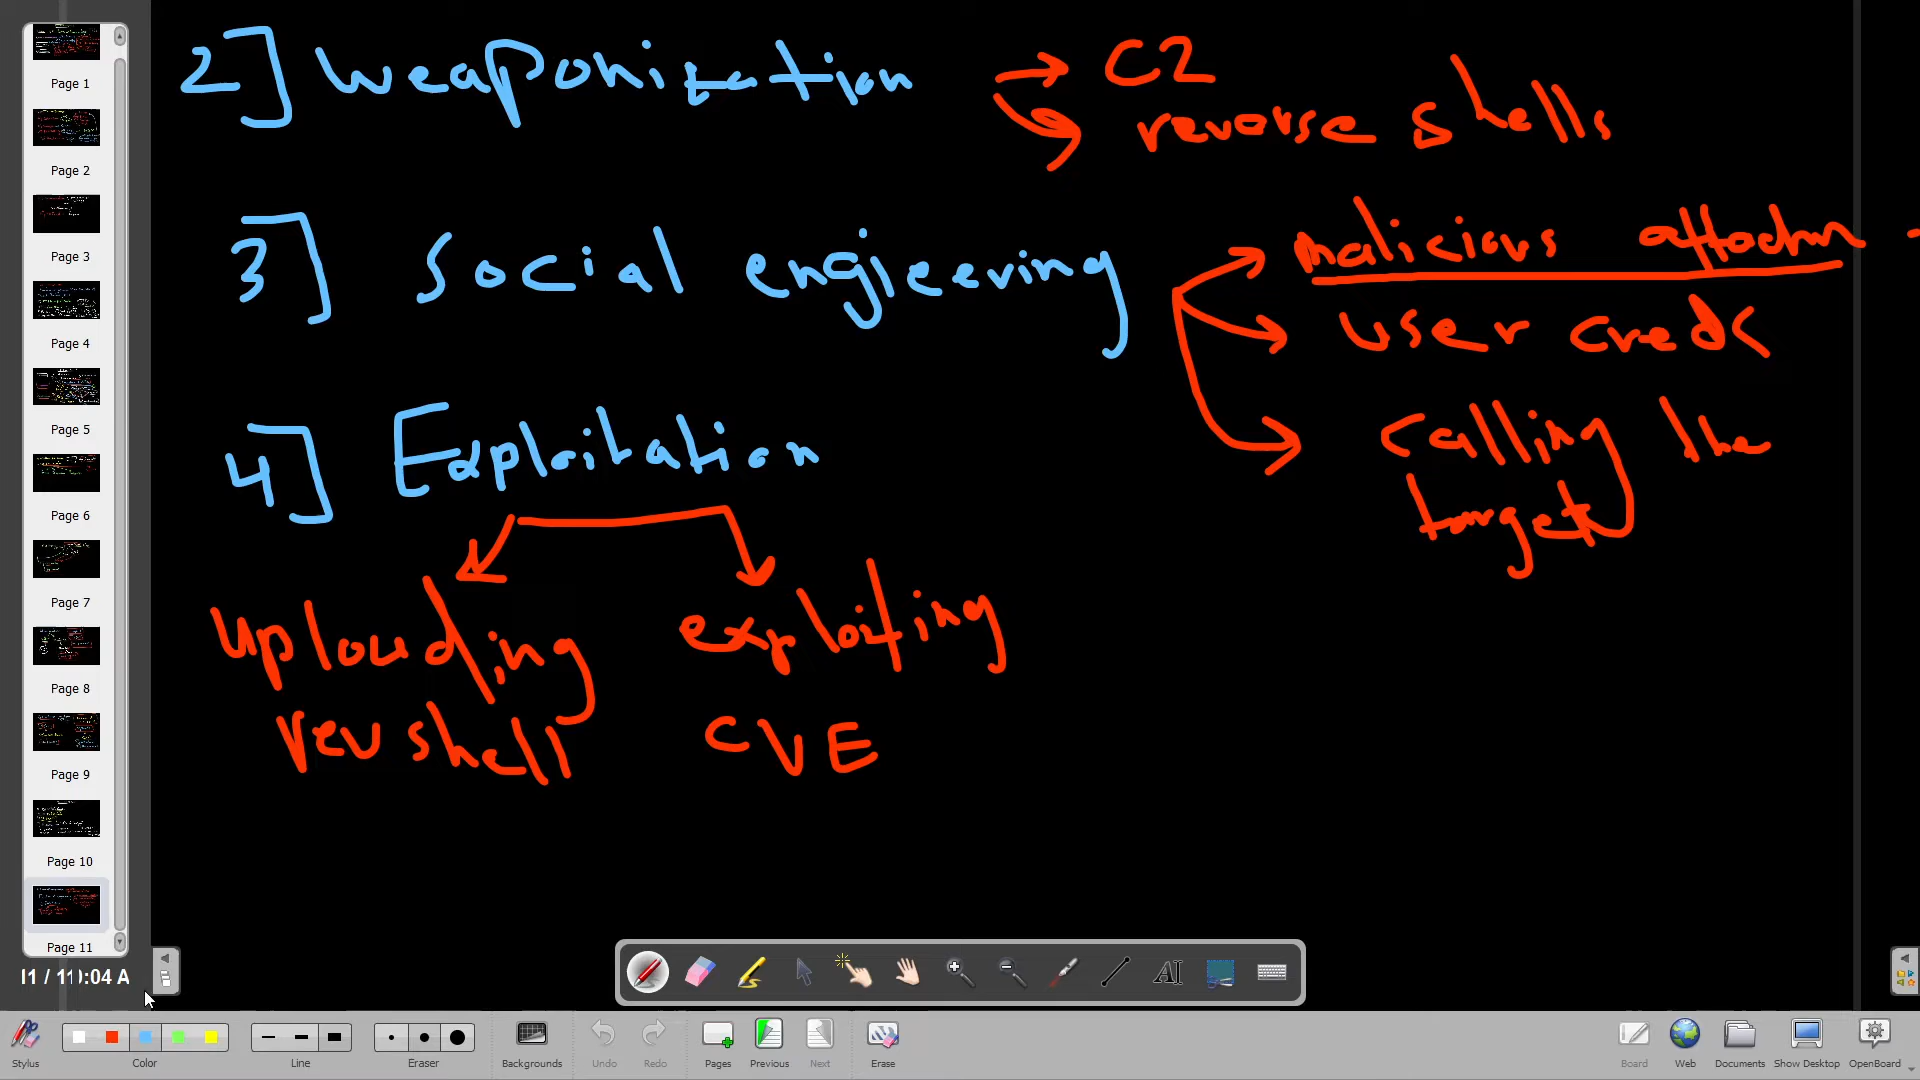 2] Weaponization → C2
→ reverse shells
3] Social engieering → malicious attachm
→ user creds
→ calling the
target
4] Exploitation
uplouding exploiting
rev shell CVE
Page 1
Page 2
Page 3
Page 4
Page 5
Page 6
Page 7
Page 8
Page 9
Page 10
Page 11
Stylus
Color
Line
Eraser
Backgrounds
Undo
Redo
Pages
Previous
Next
Erase
Board
Web
Documents
Show Desktop
OpenBoard